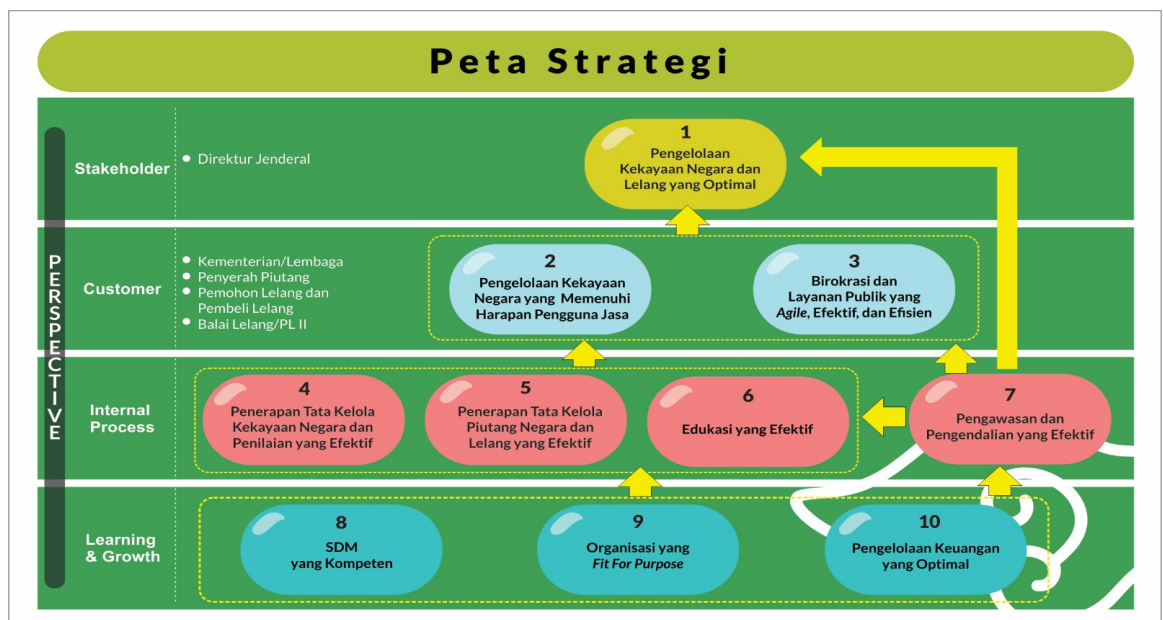 Peta Strategi
PERSPECTIVE
Stakeholder
Direktur Jenderal
1
Pengelolaan
Kekayaan Negara dan
Lelang yang Optimal
Customer
Kementerian/Lembaga
Penyerah Piutang
Pemohon Lelang dan
Pembeli Lelang
Balai Lelang/PL II
2
Pengelolaan Kekayaan
Negara yang Memenuhi
Harapan Pengguna Jasa
3
Birokrasi dan
Layanan Publik yang
Agile, Efektif, dan Efisien
Internal
Process
4
Penerapan Tata Kelola
Kekayaan Negara dan
Penilaian yang Efektif
5
Penerapan Tata Kelola
Piutang Negara dan
Lelang yang Efektif
6
Edukasi yang Efektif
7
Pengawasan dan
Pengendalian yang Efektif
Learning
& Growth
8
SDM
yang Kompeten
9
Organisasi yang
Fit For Purpose
10
Pengelolaan Keuangan
yang Optimal